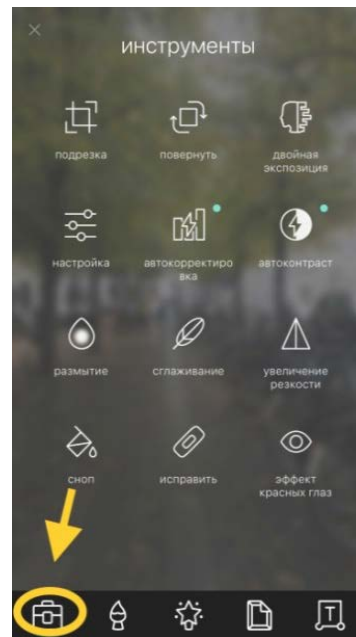 инструменты
подрезка
повернуть
двойная
экспозиция
настройка
автокорректиро
вка
автоконтраст
размытие
сглаживание
увеличение
резкости
сноп
исправить
эффект
красных глаз
T